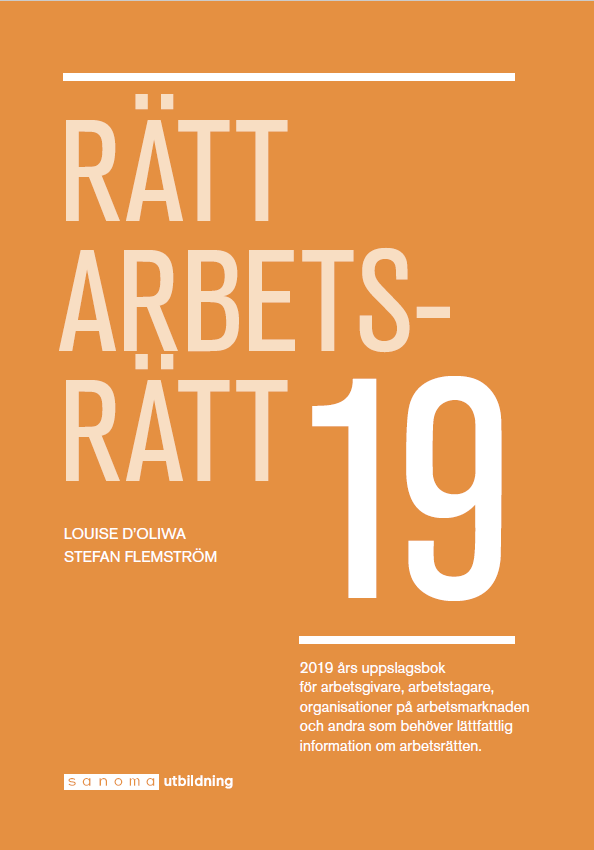 RÄTT
ARBETS-
RÄTT 19
LOUISE D'OLIWA
STEFAN FLEMSTRÖM
2019 års uppslagsbok
för arbetsgivare, arbetstagare,
organisationer på arbetsmarknaden
och andra som behöver lättfattlig
information om arbetsrätten.
sanoma utbildning